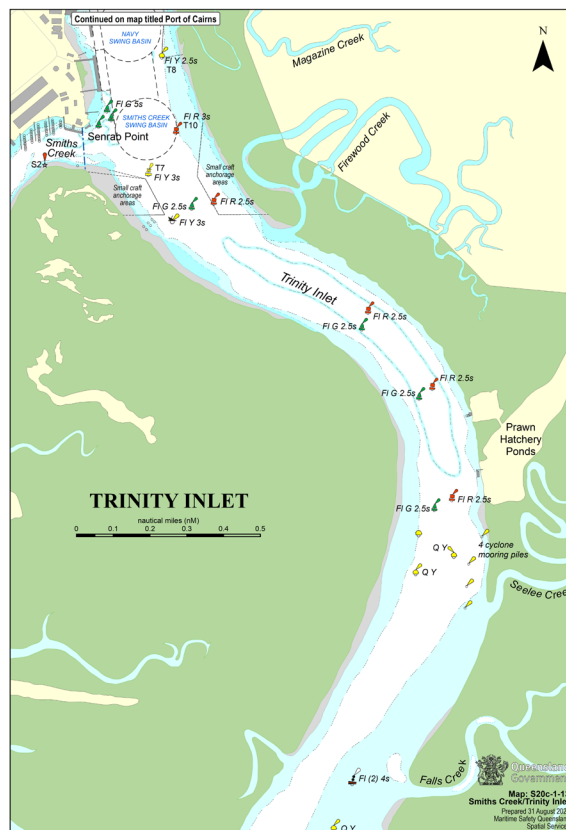 Continued on map titled Port of Cairns
NAVY
SWING BASIN
Fl Y 2.5s
T8
Magazine Creek
N
Fl G 5s
SMITHS CREEK
SWING BASIN
Fl R 3s
T10
Senrab Point
Firewood Creek
Smiths
Creek
S2
T7
Fl Y 3s
Small craft
anchorage
areas
Small craft
anchorage
areas
Fl G 2.5s
Fl R 2.5s
Fl Y 3s
Trinity Inlet
Fl R 2.5s
Fl G 2.5s
Fl R 2.5s
Fl G 2.5s
Prawn
Hatchery
Ponds
TRINITY INLET
Fl R 2.5s
Fl G 2.5s
nautical miles (nM)
0 0.1 0.2 0.3 0.4 0.5
4 cyclone
mooring piles
Q Y
Q Y
Seelee Cree
Falls Creek
Fl (2) 4s
Queensland
Government
Map: S20c-1-13
Smiths Creek/Trinity Inlet
Prepared 31 August 202
Maritime Safety Queensland
Spatial Service
Q Y